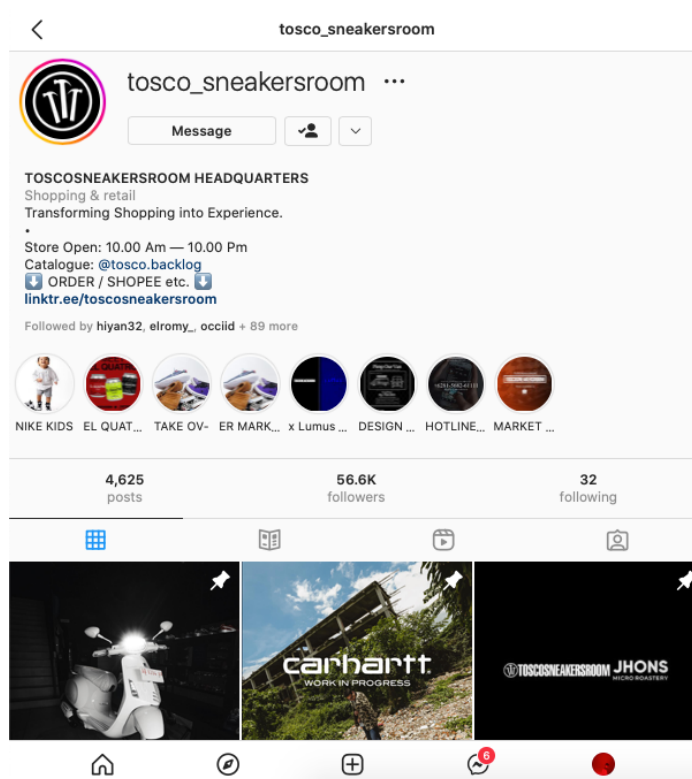 tosco_sneakersroom
tosco_sneakersroom
Message
TOSCOSNEAKERSROOM HEADQUARTERS
Shopping & retail
Transforming Shopping into Experience.
•
Store Open: 10.00 Am — 10.00 Pm
Catalogue: @tosco.backlog
⬇️ ORDER / SHOPEE etc. ⬇️
linktr.ee/toscosneakersroom
Followed by hiyan32, elromy_, occiid + 89 more
EL QUATR
NIKE KIDS EL QUAT... TAKE OV- ER MARK... x Lumus ... DESIGN ... HOTLINE... MARKET ...
4,625 56.6K 32
posts followers following
carhartt
WORK IN PROGRESS
TOSCOSNEAKERSROOM JHONS
MICRO ROASTERY
6